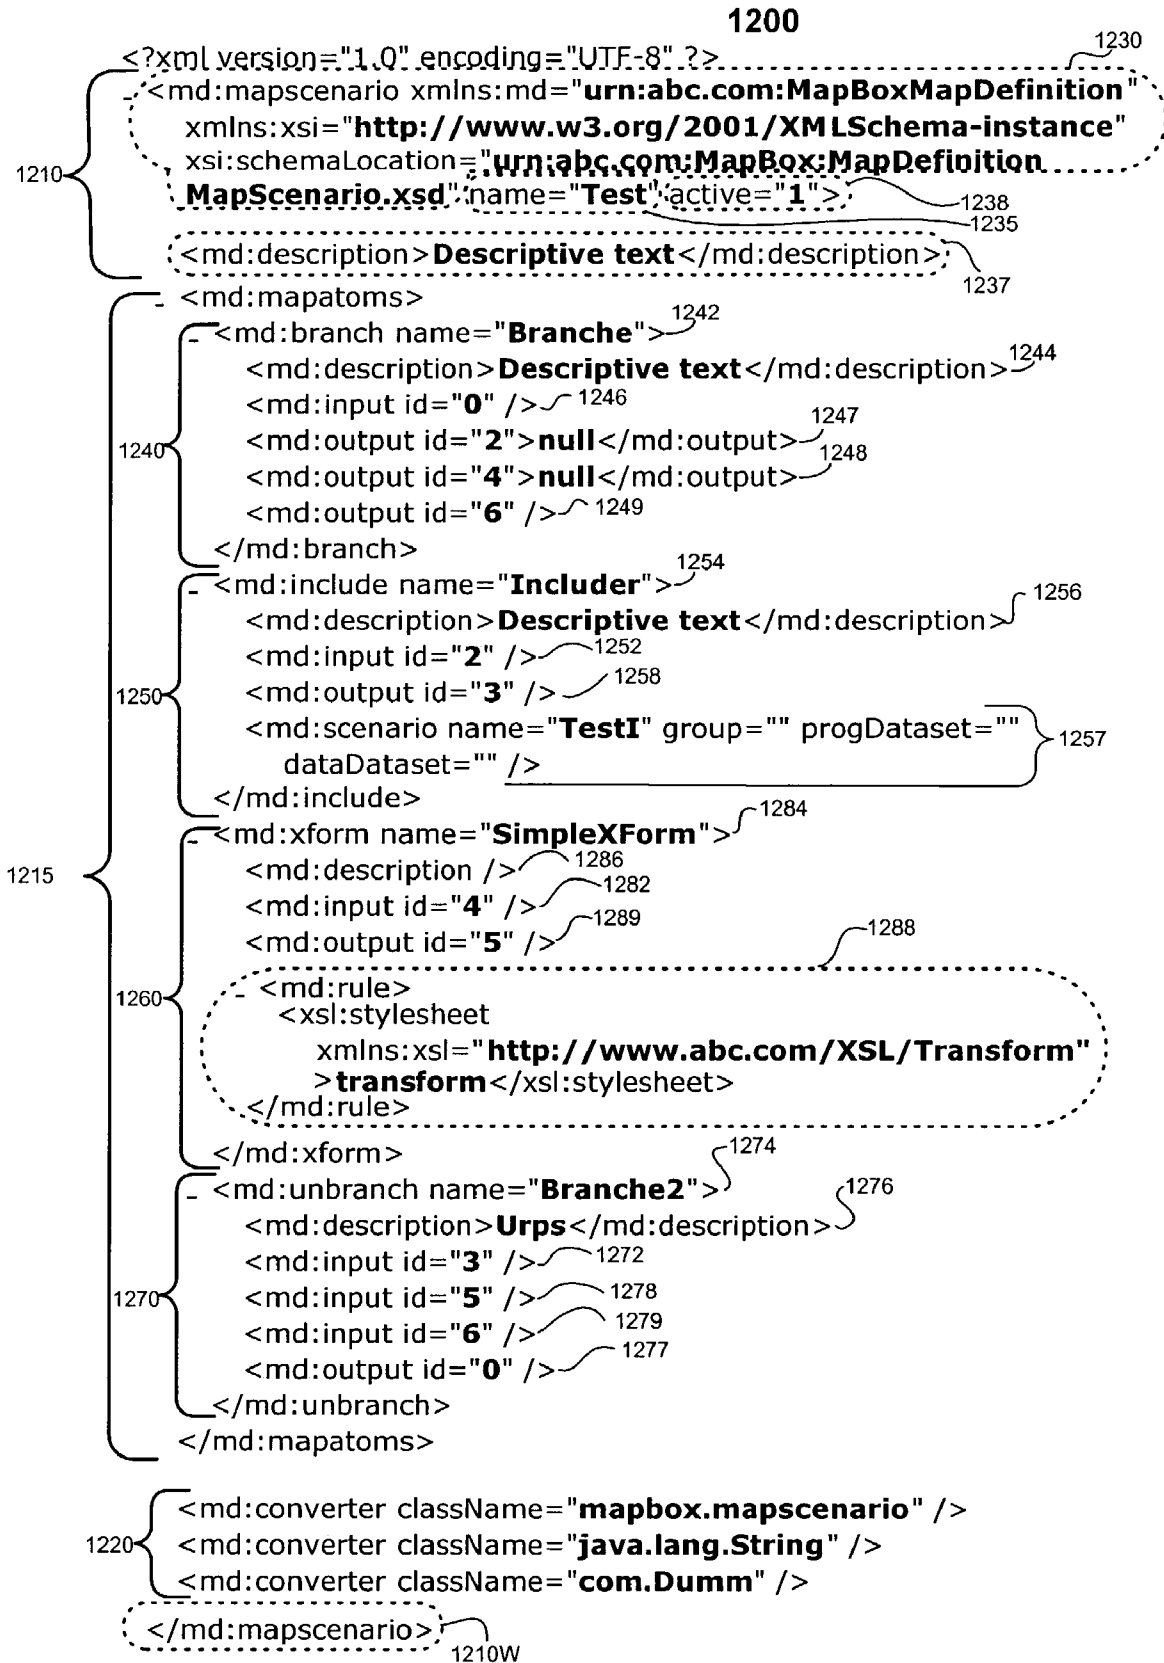 1200
<?xml version="1.0" encoding="UTF-8" ?>
1230
- <md:mapscenario xmlns:md="urn:abc.com:MapBoxMapDefinition"
xmlns:xsi="http://www.w3.org/2001/XMLSchema-instance"
1210
xsi:schemaLocation="urn:abc.com:MapBox:MapDefinition
MapScenario.xsd" name="Test" active="1">
1238
1235
<md:description>Descriptive text</md:description>
1237
- <md:mapatoms>
- <md:branch name="Branche">
1242
<md:description>Descriptive text</md:description>
1244
<md:input id="0" />
1246
1240
<md:output id="2">null</md:output>
1247
<md:output id="4">null</md:output>
1248
<md:output id="6" />
1249
</md:branch>
- <md:include name="Includer">
1254
<md:description>Descriptive text</md:description>
1256
<md:input id="2" />
1252
1250
<md:output id="3" />
1258
<md:scenario name="TestI" group="" progDataset=""
1257
dataDataset="" />
</md:include>
- <md:xform name="SimpleXForm">
1284
1215
<md:description />
1286
<md:input id="4" />
1282
<md:output id="5" />
1289
1288
1260
- <md:rule>
<xsl:stylesheet
xmlns:xsl="http://www.abc.com/XSL/Transform"
>transform</xsl:stylesheet>
</md:rule>
</md:xform>
- <md:unbranch name="Branche2">
1274
<md:description>Urps</md:description>
1276
<md:input id="3" />
1272
1270
<md:input id="5" />
1278
<md:input id="6" />
1279
<md:output id="0" />
1277
</md:unbranch>
</md:mapatoms>
<md:converter className="mapbox.mapscenario" />
1220
<md:converter className="java.lang.String" />
<md:converter className="com.Dumm" />
</md:mapscenario>
1210W